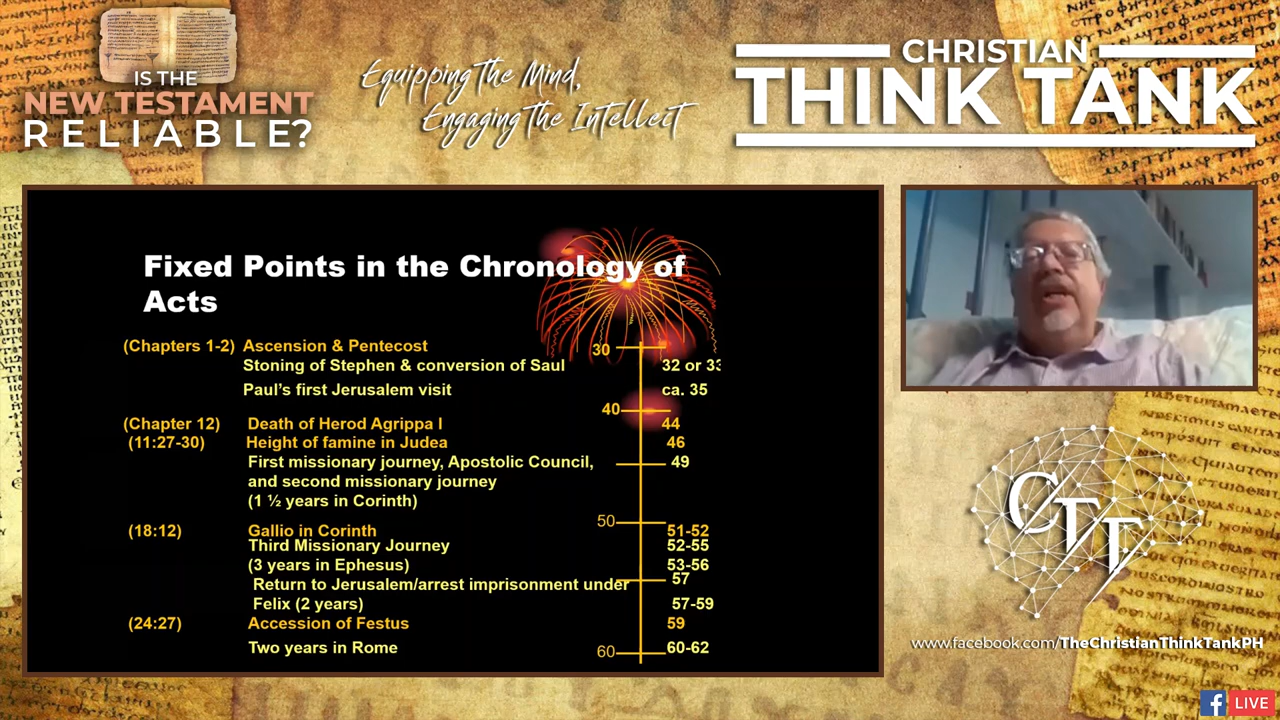 IS THE
NEW TESTAMENT
RELIABLE?
Equipping The Mind,
Engaging The Intellect
CHRISTIAN
THINK TANK
Fixed Points in the Chronology of
Acts
(Chapters 1-2) Ascension & Pentecost 30
Stoning of Stephen & conversion of Saul 32 or 33
Paul's first Jerusalem visit ca. 35
40
(Chapter 12) Death of Herod Agrippa I 44
(11:27-30) Height of famine in Judea 46
First missionary journey, Apostolic Council, 49
and second missionary journey
(1 ½ years in Corinth)
50
(18:12) Gallio in Corinth 51-52
Third Missionary Journey 52-55
(3 years in Ephesus) 53-56
Return to Jerusalem/arrest imprisonment under 57
Felix (2 years) 57-59
(24:27) Accession of Festus 59
Two years in Rome 60 60-62
CTT
www.facebook.com/TheChristianThinkTankPH
f LIVE